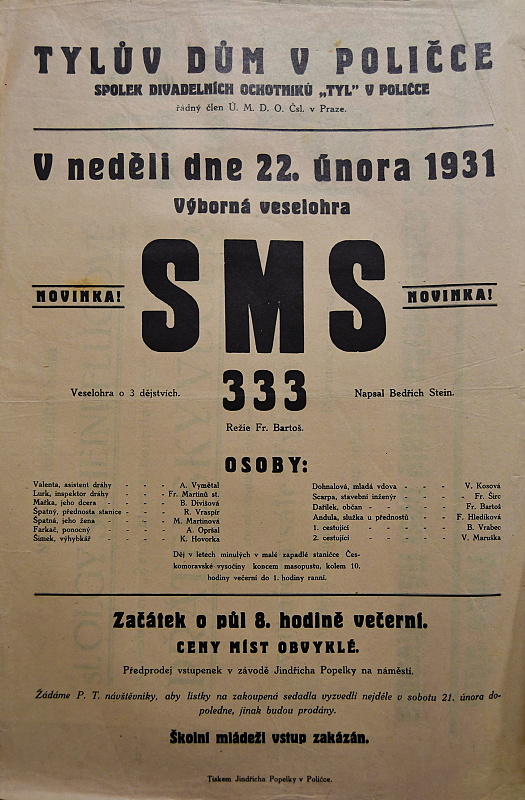 TYLŮV DŮM V POLIČCE
SPOLEK DIVADELNÍCH OCHOTNÍKŮ „TYL" V POLIČCE
řádný člen Ú. M. D. O. Čsl. v Praze.
V neděli dne 22. února 1931
Výborná veselohra
NOVINKA! SMS NOVINKA!
Veselohra o 3 dějstvích. 333 Napsal Bedřich Stein.
Režie Fr. Bartoš.
OSOBY:
Valenta, asistent dráhy - - - A. Vymětal
Lurk, inspektor dráhy - - - Fr. Martinů st.
Mařka, jeho dcera - - - B. Divišová
Špatný, přednosta stanice - - - R. Vraspír
Špatná, jeho žena - - - M. Martinová
Farkač, ponocný - - - A. Opršal
Šimek, výhybkář - - - K. Hovorka
Dohnalová, mladá vdova - - - V. Kosová
Scarpa, stavební inženýr - - - Fr. Širc
Dařílek, občan - - - - Fr. Bartoš
Andula, služka u přednostů - - - F. Hledíková
1. cestující - - - - B. Vrabec
2. cestující - - - - V. Maruška
Děj v letech minulých v malé zapadlé staničce Čes-
komoravské vysočiny koncem masopustu, kolem 10.
hodiny večerní do 1. hodiny ranní.
Začátek o půl 8. hodině večerní.
CENY MÍST OBVYKLÉ.
Předprodej vstupenek v závodě Jindřicha Popelky na náměstí.
Žádáme P. T. návštěvníky, aby lístky na zakoupená sedadla vyzvedli nejdéle v sobotu 21. února do-
poledne, jinak budou prodány.
Školní mládeži vstup zakázán.
Tiskem Jindřicha Popelky v Poličce.